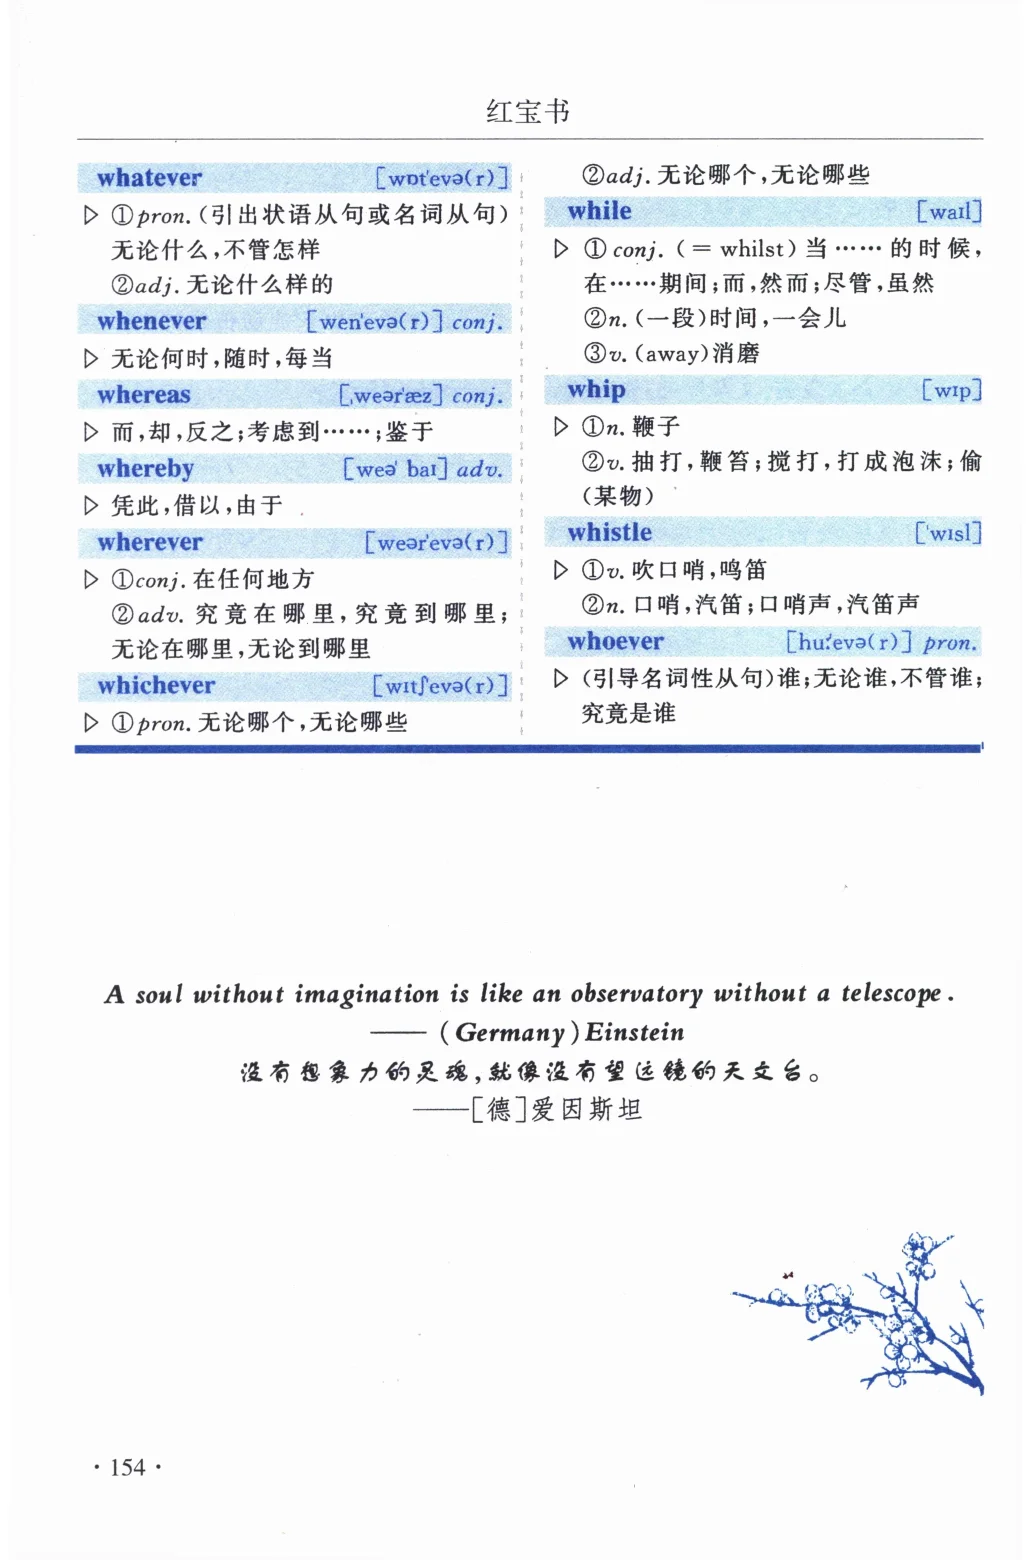 红宝书
whatever [wɒt'evə(r)]
▷ ①pron.(引出状语从句或名词从句)
无论什么,不管怎样
②adj.无论什么样的
whenever [wen'evə(r)] conj.
▷ 无论何时,随时,每当
whereas [ˌweər'æz] conj.
▷ 而,却,反之;考虑到……;鉴于
whereby [weə'baɪ] adv.
▷ 凭此,借以,由于
wherever [weər'evə(r)]
▷ ①conj.在任何地方
②adv.究竟在哪里,究竟到哪里;
无论在哪里,无论到哪里
whichever [wɪtʃ'evə(r)]
▷ ①pron.无论哪个,无论哪些
②adj.无论哪个,无论哪些
while [waɪl]
▷ ①conj.(= whilst)当……的时候,
在……期间;而,然而;尽管,虽然
②n.(一段)时间,一会儿
③v.(away)消磨
whip [wɪp]
▷ ①n.鞭子
②v.抽打,鞭笞;搅打,打成泡沫;偷
(某物)
whistle ['wɪsl]
▷ ①v.吹口哨,鸣笛
②n.口哨,汽笛;口哨声,汽笛声
whoever [huː'evə(r)] pron.
▷ (引导名词性从句)谁;无论谁,不管谁;
究竟是谁
A soul without imagination is like an observatory without a telescope.
—— (Germany)Einstein
没有想象力的灵魂,就像没有望远镜的天文台。
——[德]爱因斯坦
·154·